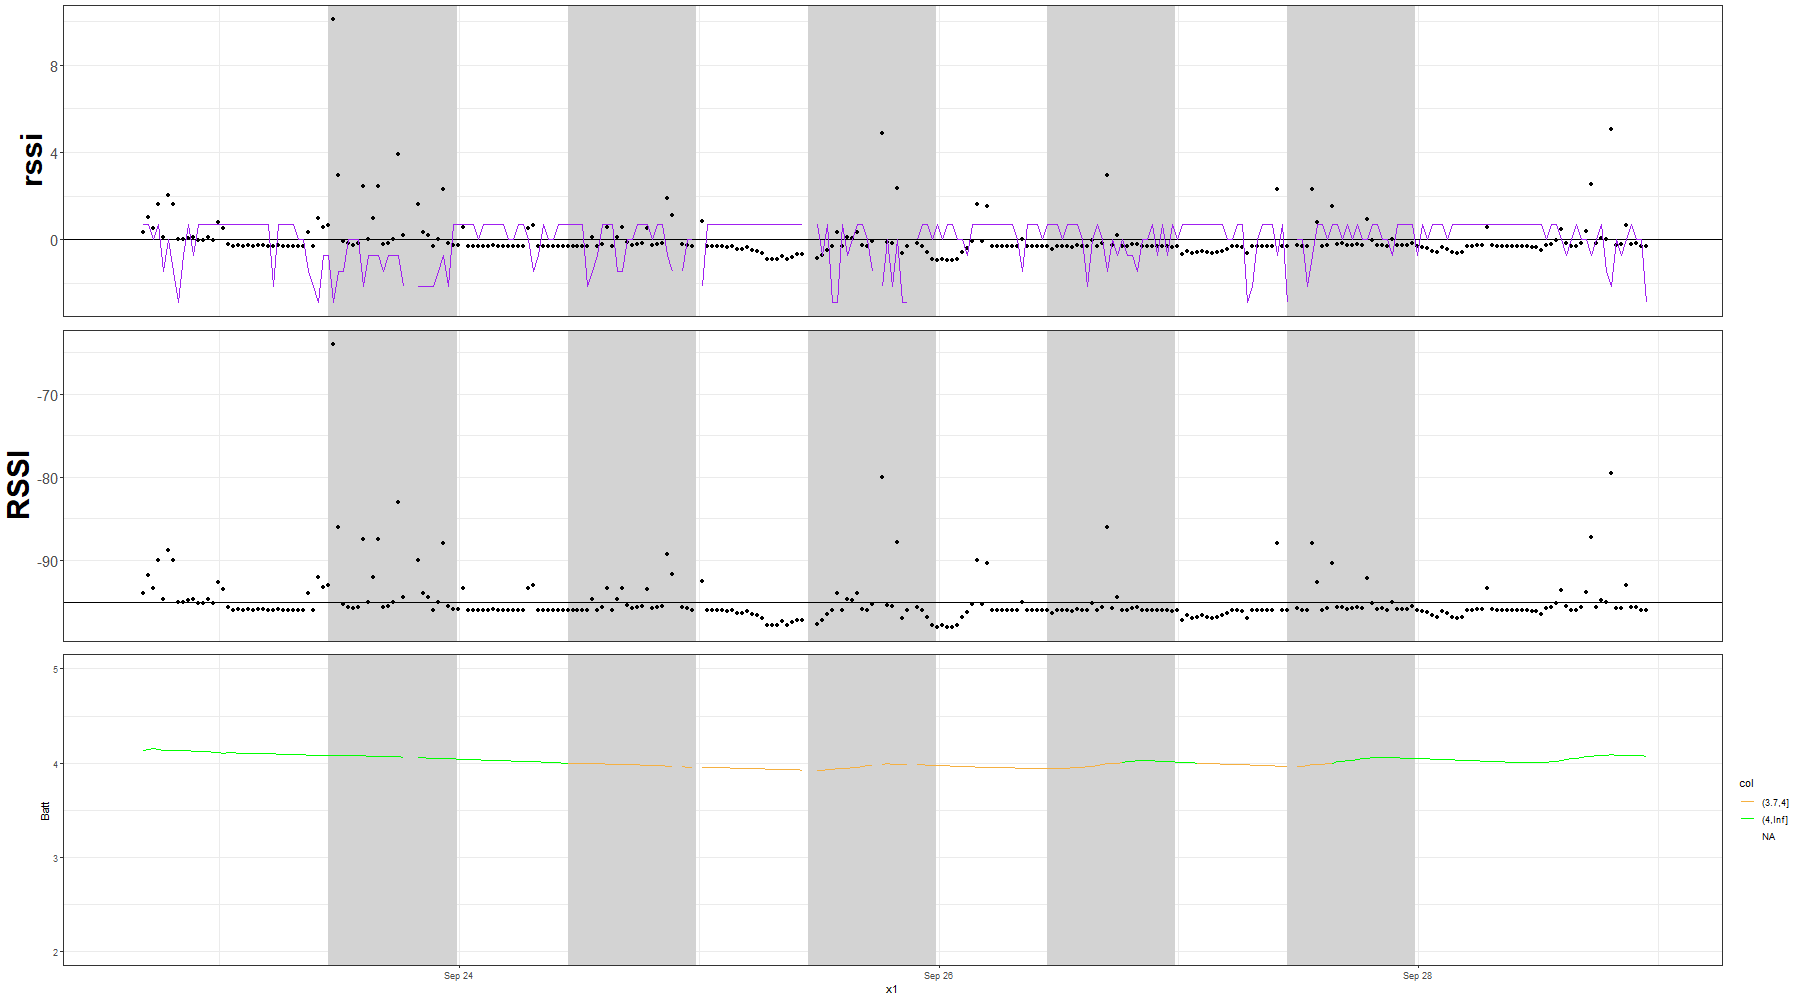 rssi
8
4
0
RSSI
-70
-80
-90
Batt
5
4
3
2
Sep 24
Sep 26
Sep 28
x1
col
(3.7,4]
(4,Inf]
NA